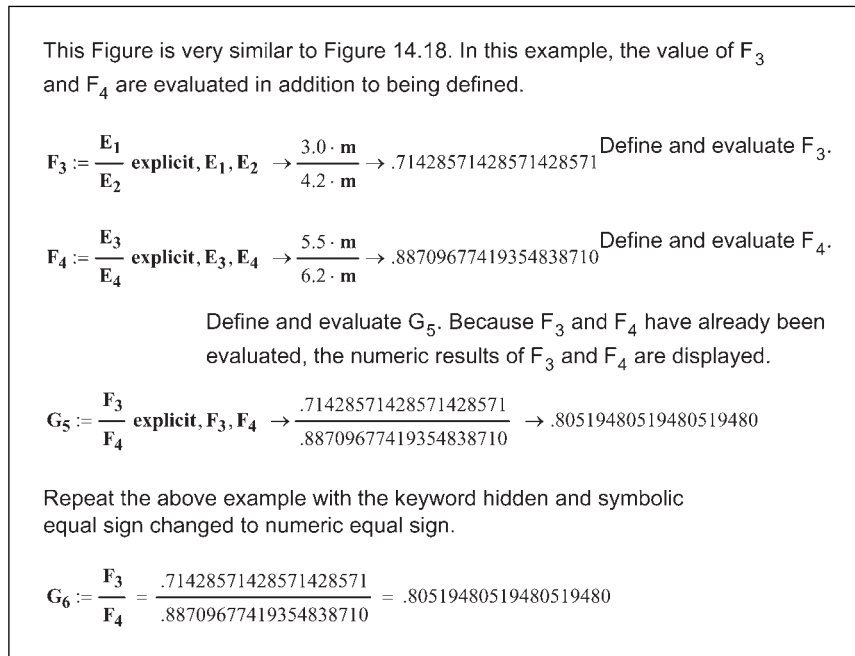 This Figure is very similar to Figure 14.18. In this example, the value of F₃
and F₄ are evaluated in addition to being defined.
F₃ := E₁/E₂ explicit, E₁, E₂ → 3.0 · m / 4.2 · m → .71428571428571428571 Define and evaluate F₃.
F₄ := E₃/E₄ explicit, E₃, E₄ → 5.5 · m / 6.2 · m → .88709677419354838710 Define and evaluate F₄.
Define and evaluate G₅. Because F₃ and F₄ have already been
evaluated, the numeric results of F₃ and F₄ are displayed.
G₅ := F₃/F₄ explicit, F₃, F₄ → .71428571428571428571 / .88709677419354838710 → .80519480519480519480
Repeat the above example with the keyword hidden and symbolic
equal sign changed to numeric equal sign.
G₆ := F₃/F₄ = .71428571428571428571 / .88709677419354838710 = .80519480519480519480